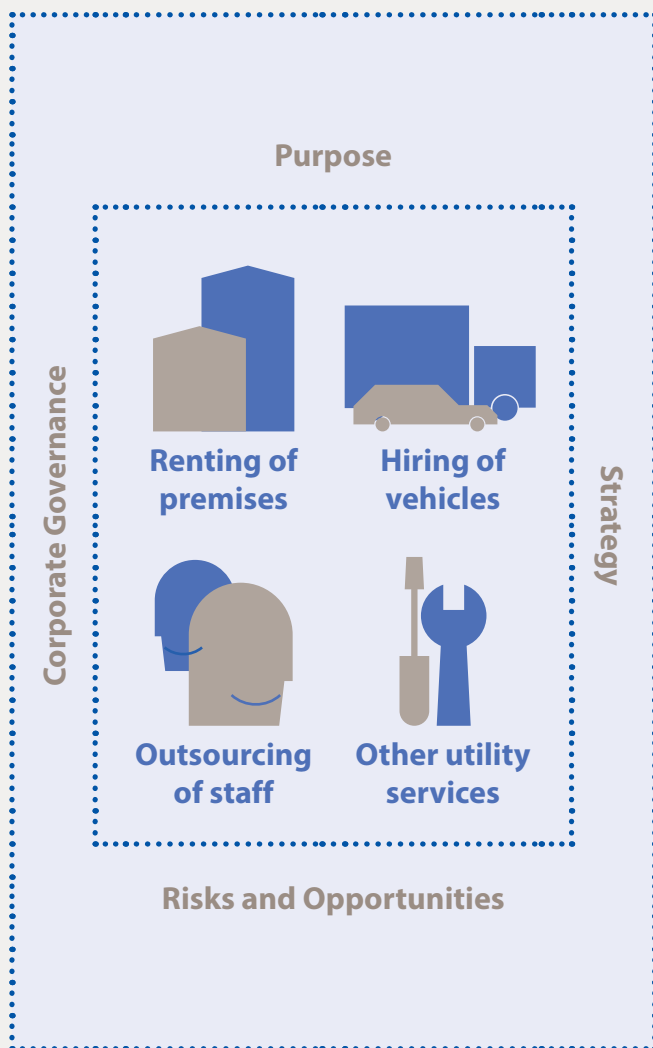 Purpose
Corporate Governance
Renting of
premises
Hiring of
vehicles
Strategy
Outsourcing
of staff
Other utility
services
Risks and Opportunities